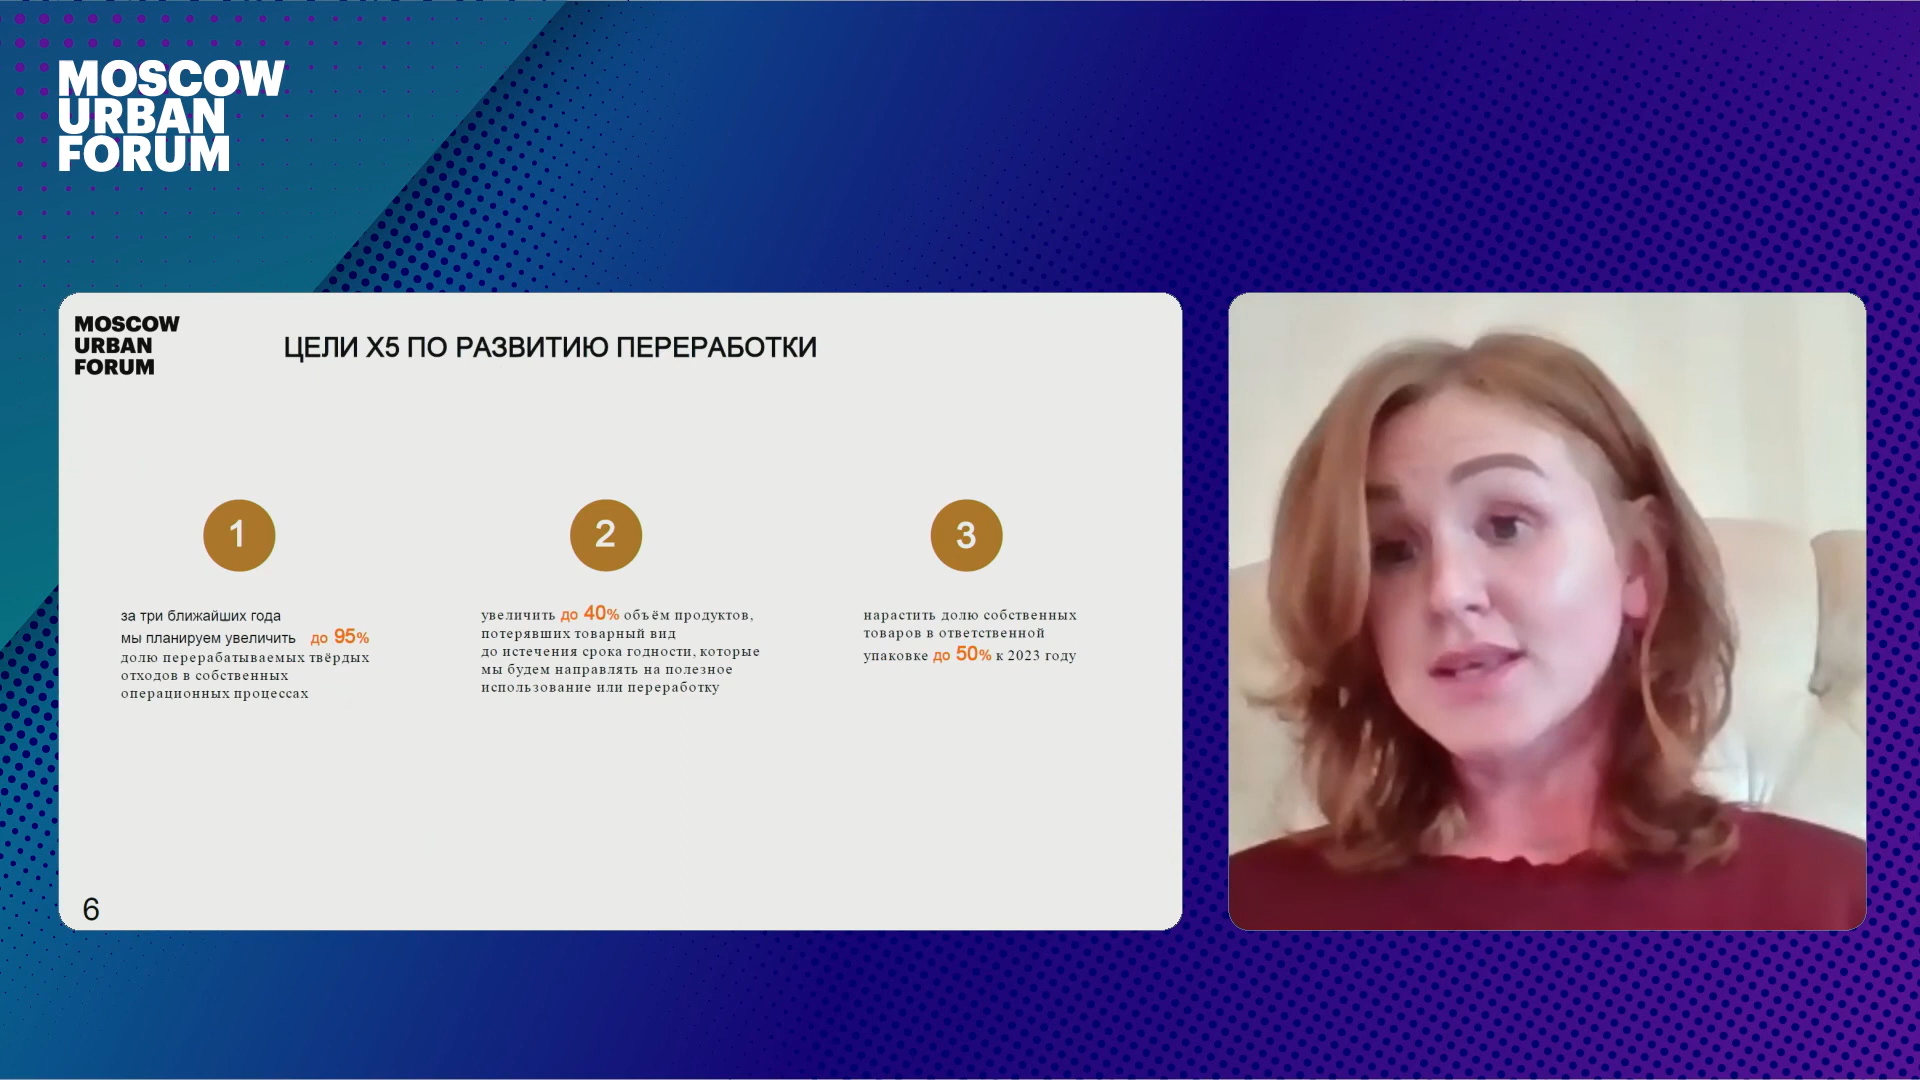 MOSCOW
URBAN
FORUM
MOSCOW
URBAN
FORUM
ЦЕЛИ X5 ПО РАЗВИТИЮ ПЕРЕРАБОТКИ
1
за три ближайших года
мы планируем увеличить до 95%
долю перерабатываемых твёрдых
отходов в собственных
операционных процессах
2
увеличить до 40% объём продуктов,
потерявших товарный вид
до истечения срока годности, которые
мы будем направлять на полезное
использование или переработку
3
нарастить долю собственных
товаров в ответственной
упаковке до 50% к 2023 году
6